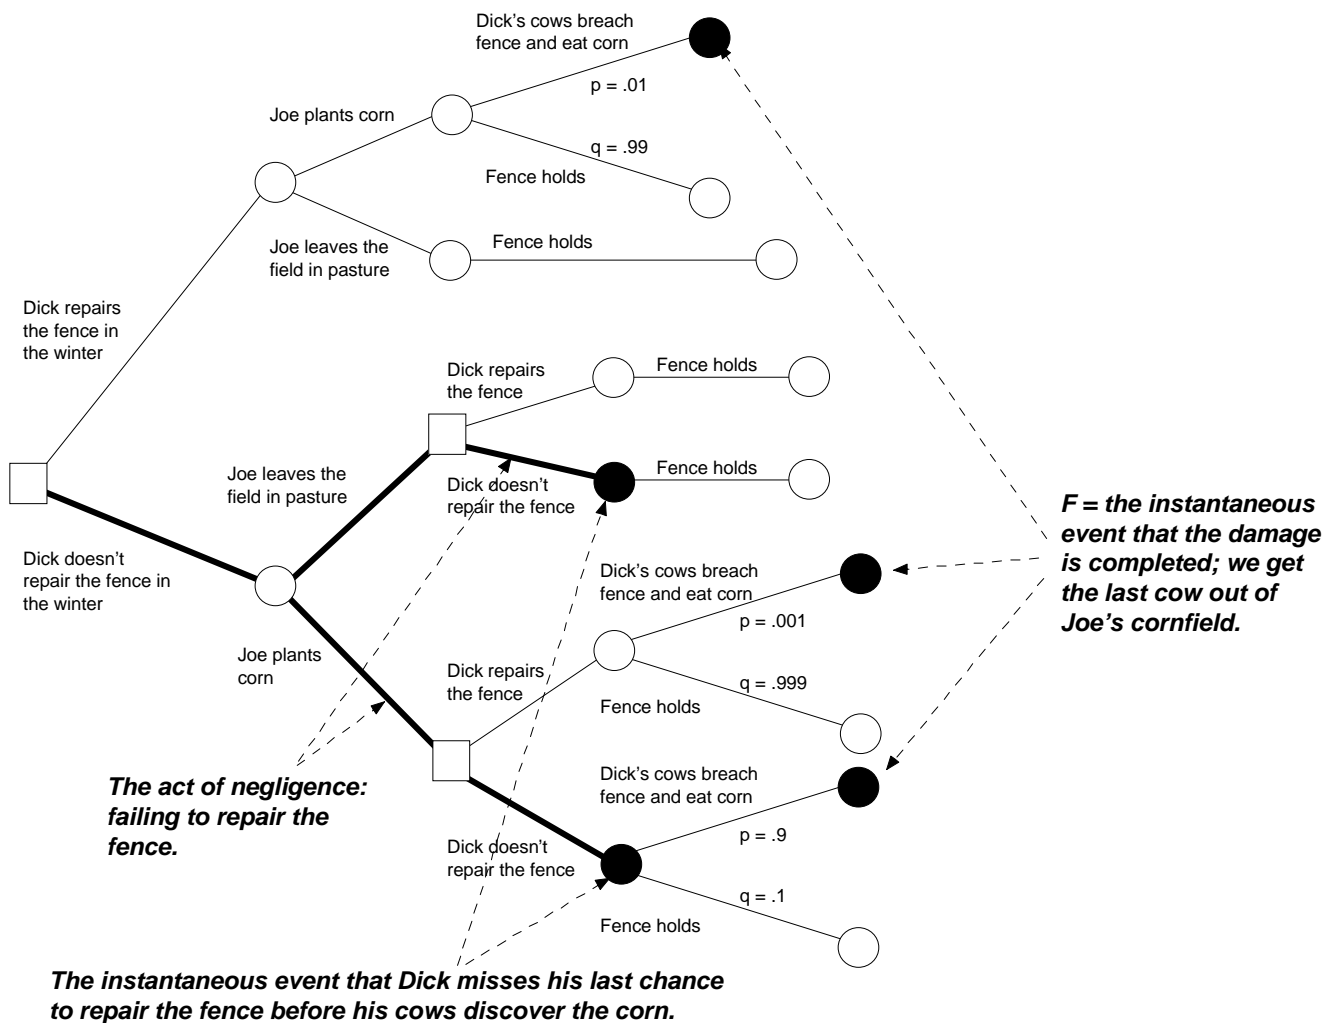 Dick’s cows breach
fence and eat corn
p = .01
Joe plants corn
q = .99
Fence holds
Joe leaves the
field in pasture
Fence holds
Dick repairs
the fence in
the winter
Dick repairs
the fence
Fence holds
Joe leaves the
field in pasture
Dick doesn’t
repair the fence
Fence holds
F = the instantaneous
event that the damage
is completed; we get
the last cow out of
Joe’s cornfield.
Dick doesn’t
repair the fence in
the winter
Dick's cows breach
fence and eat corn
p = .001
Joe plants
corn
Dick repairs
the fence
q = .999
Fence holds
Dick's cows breach
fence and eat corn
The act of negligence:
failing to repair the
fence.
p = .9
Dick doesn’t
repair the fence
q = .1
Fence holds
The instantaneous event that Dick misses his last chance
to repair the fence before his cows discover the corn.